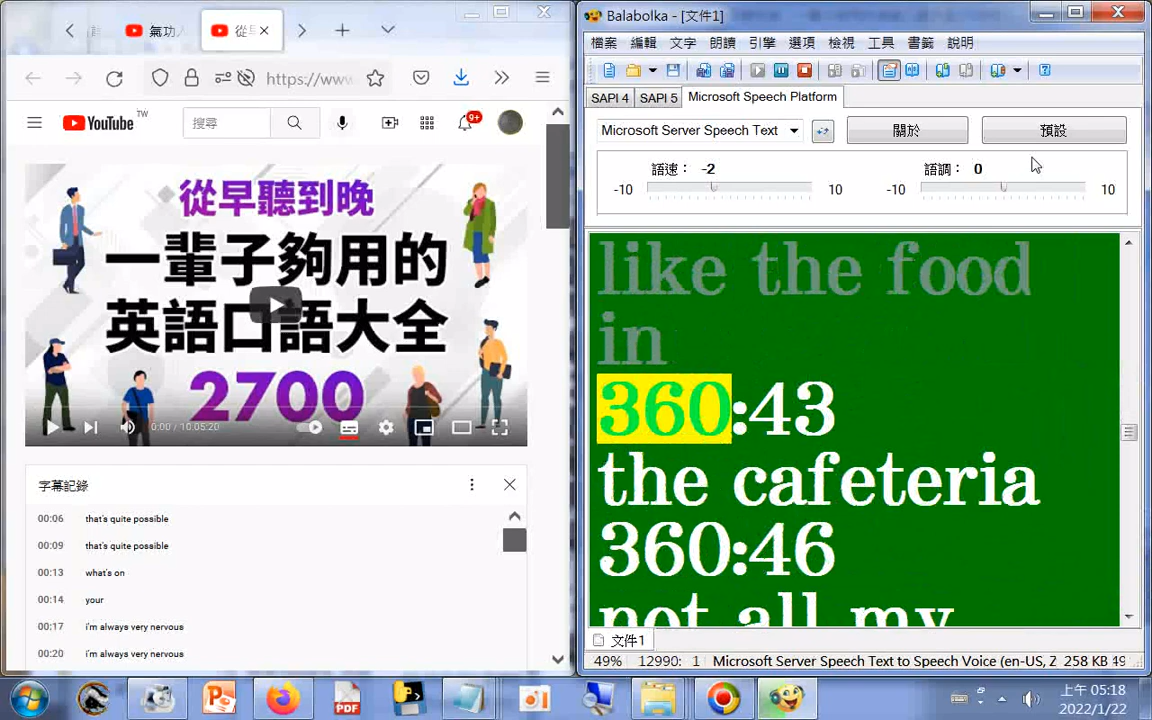 氣功
從
https://www
YouTube TW
搜尋
9+
從早聽到晚
一輩子夠用的
英語口語大全
2700
0:00 / 10:05:20
字幕記錄
00:06 that's quite possible
00:09 that's quite possible
00:13 what's on
00:14 your
00:17 i'm always very nervous
00:20 i'm always very nervous
Balabolka - [文件1]
檔案 編輯 文字 朗讀 引擎 選項 檢視 工具 書籤 說明
SAPI 4 SAPI 5 Microsoft Speech Platform
Microsoft Server Speech Text 關於 預設
語速： -2 語調： 0
-10 10 -10 10
like the food
in
360:43
the cafeteria
360:46
not all my
文件1
49% 12990: 1 Microsoft Server Speech Text to Speech Voice (en-US, Z 258 KB 49
PDF
上午 05:18
2022/1/22